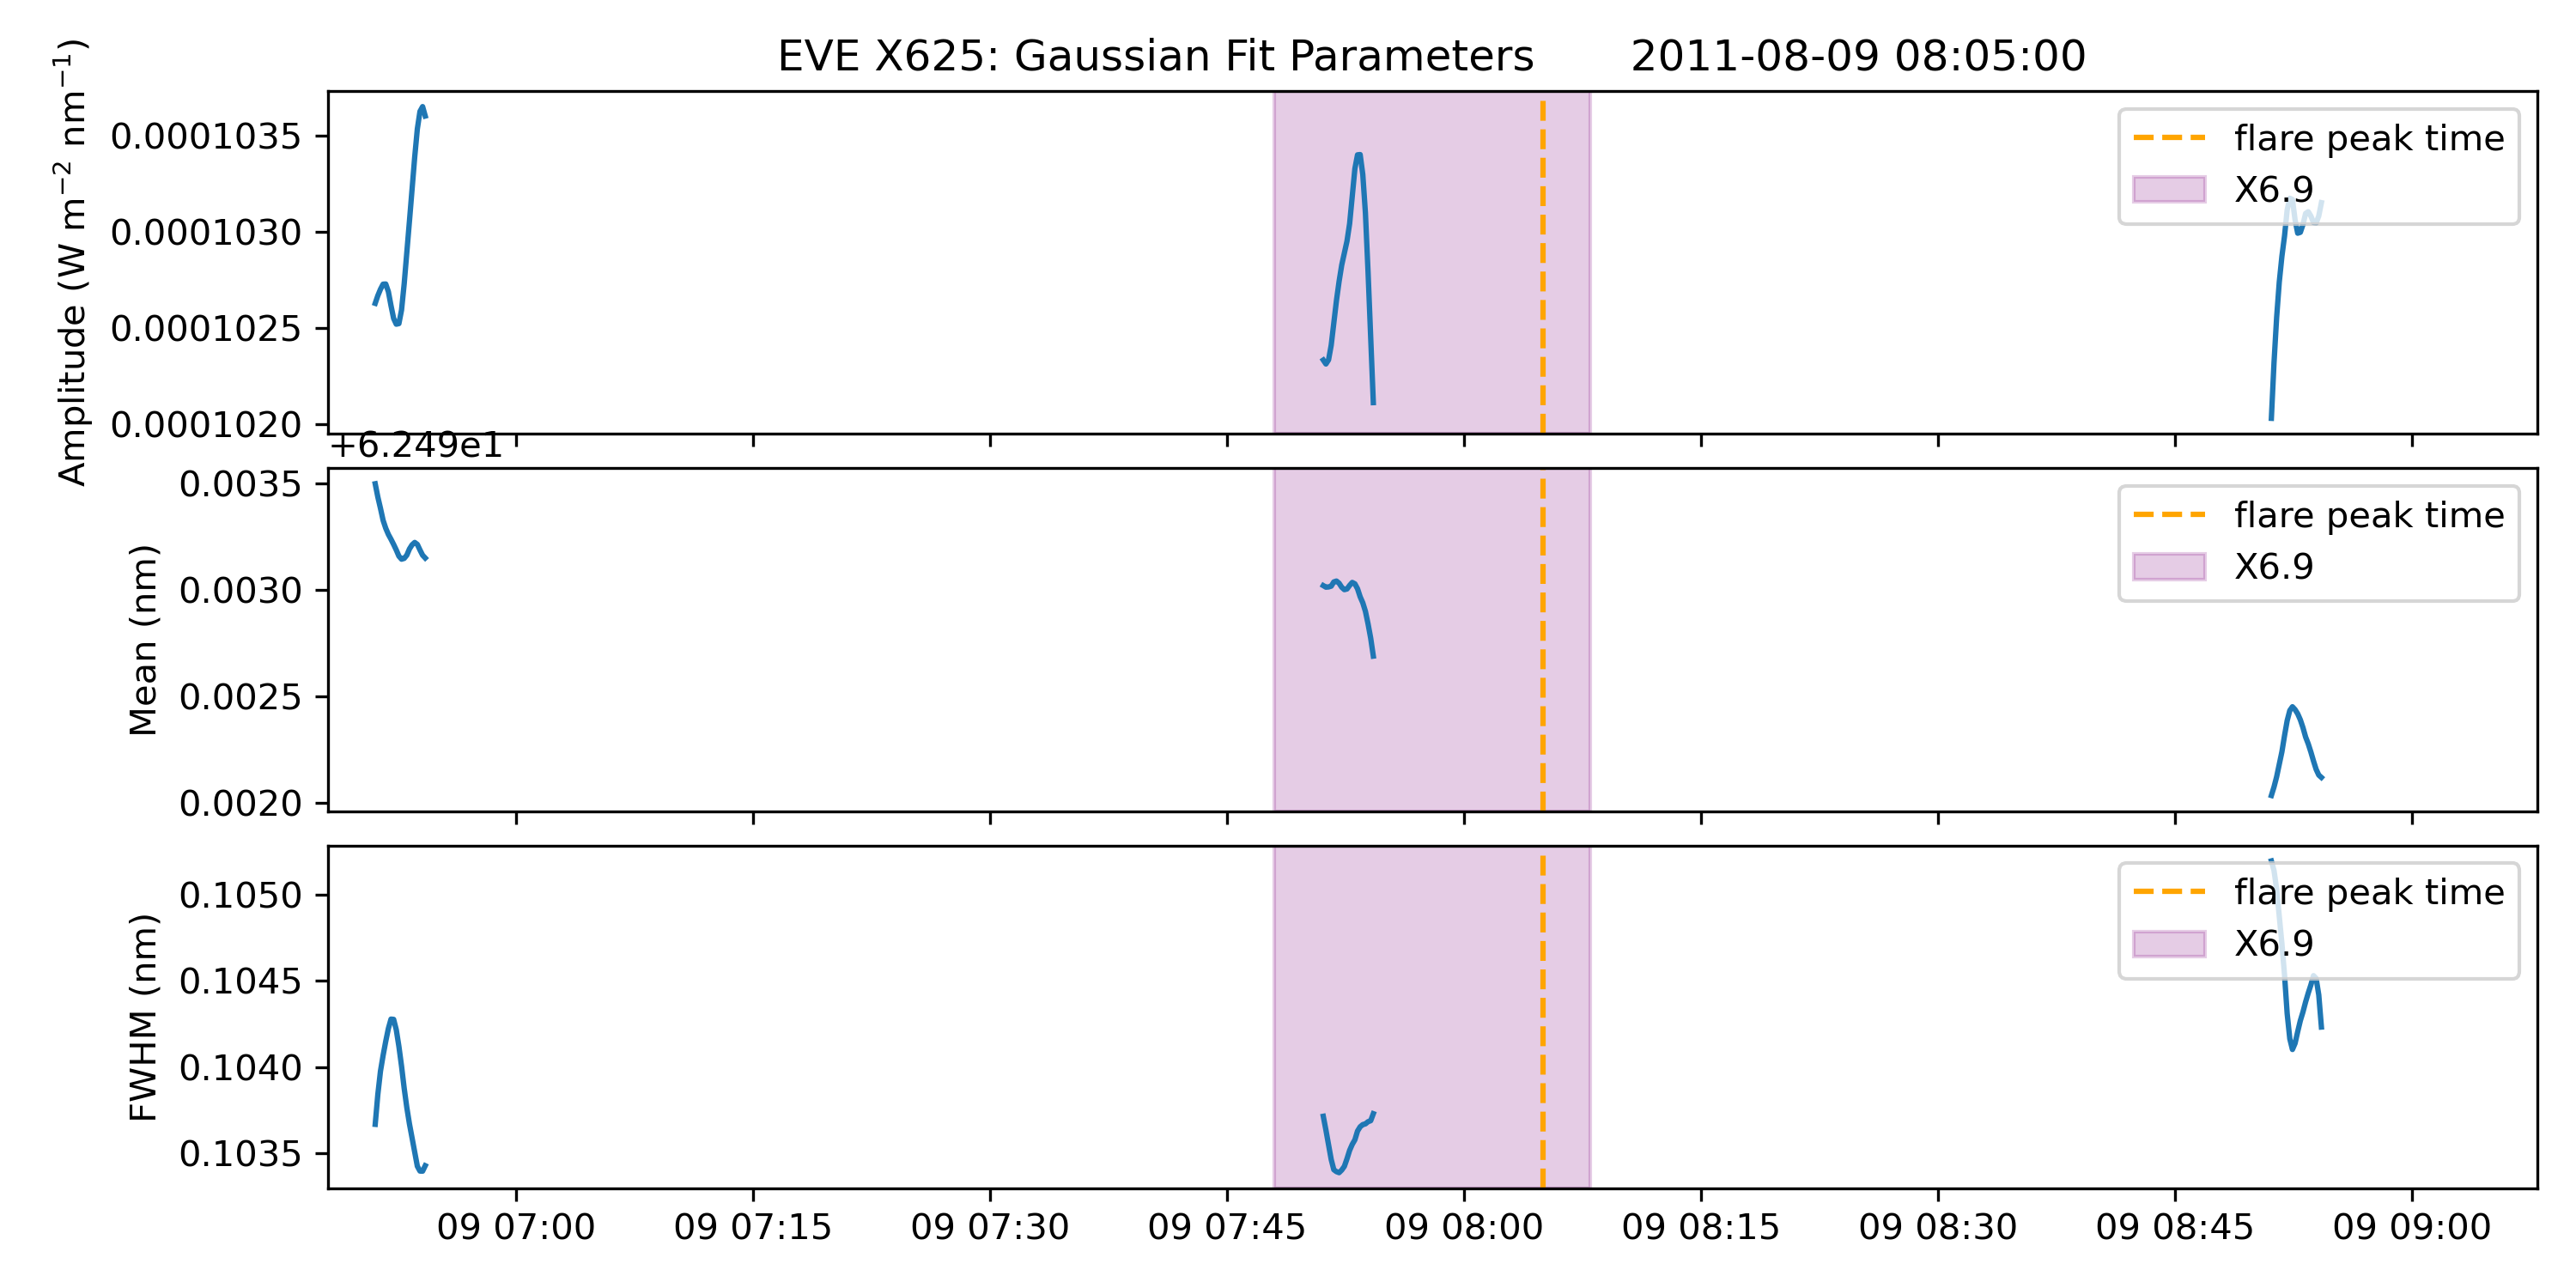 EVE X625: Gaussian Fit Parameters 2011-08-09 08:05:00
Amplitude (W m⁻² nm⁻¹)
0.0001035
0.0001030
0.0001025
0.0001020
flare peak time
X6.9
+6.249e1
Mean (nm)
0.0035
0.0030
0.0025
0.0020
flare peak time
X6.9
FWHM (nm)
0.1050
0.1045
0.1040
0.1035
flare peak time
X6.9
09 07:00 09 07:15 09 07:30 09 07:45 09 08:00 09 08:15 09 08:30 09 08:45 09 09:00